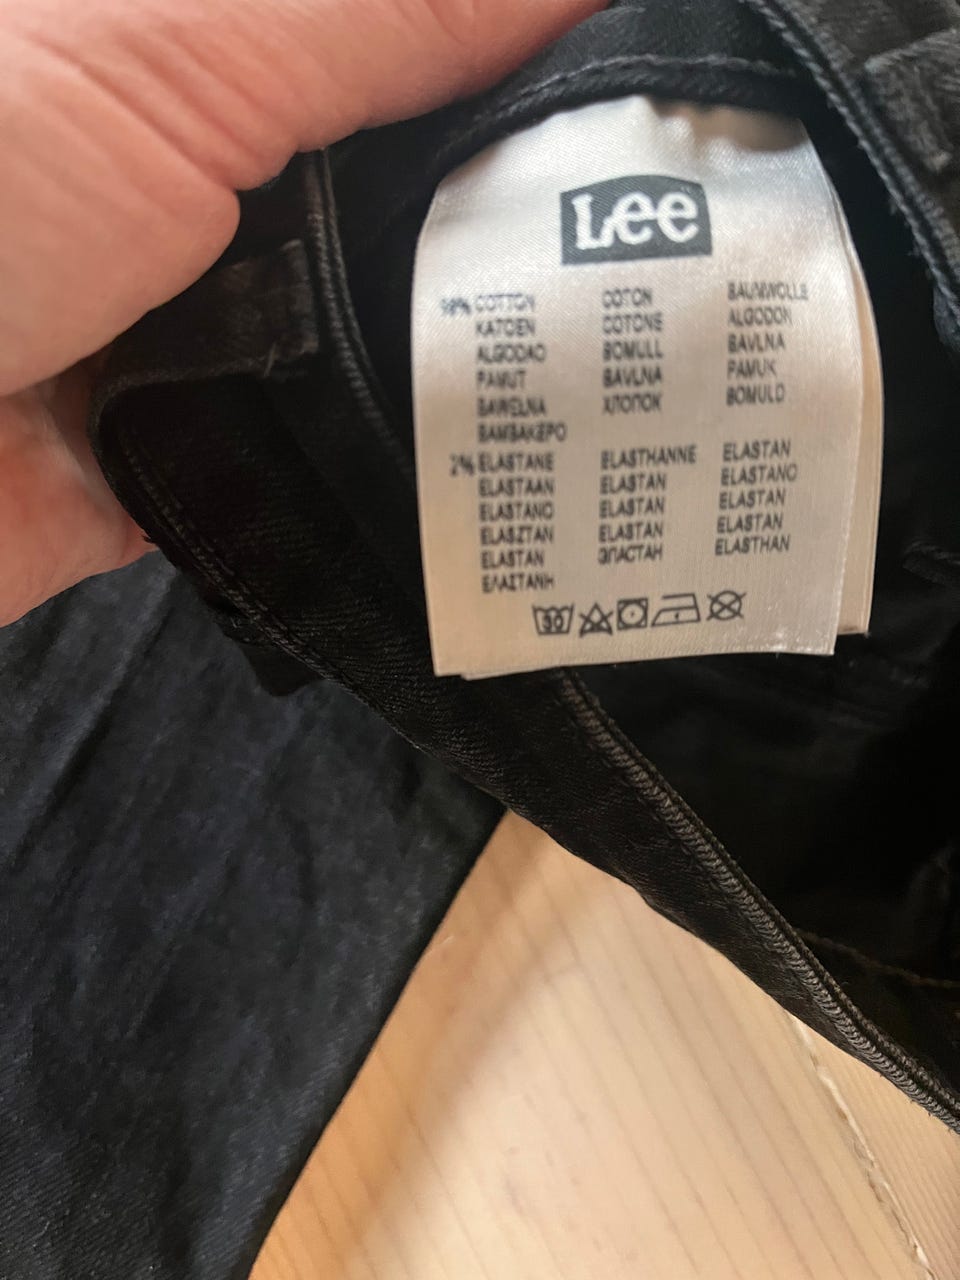 Lee
98% COTTON COTON BAUMWOLLE
KATOEN COTONE ALGODON
ALGODAO BOMULL BAVLNA
PAMUT BAVLNA PAMUK
BAWELNA ХЛОПОК BOMULD
ΒΑΜΒΑΚΕΡΟ
2% ELASTANE ELASTHANNE ELASTAN
ELASTAAN ELASTAN ELASTANO
ELASTANO ELASTAN ELASTAN
ELASZTAN ELASTAN ELASTAN
ELASTAN ЭЛАСТАН ELASTHAN
ΕΛΑΣΤΑΝΗ
30